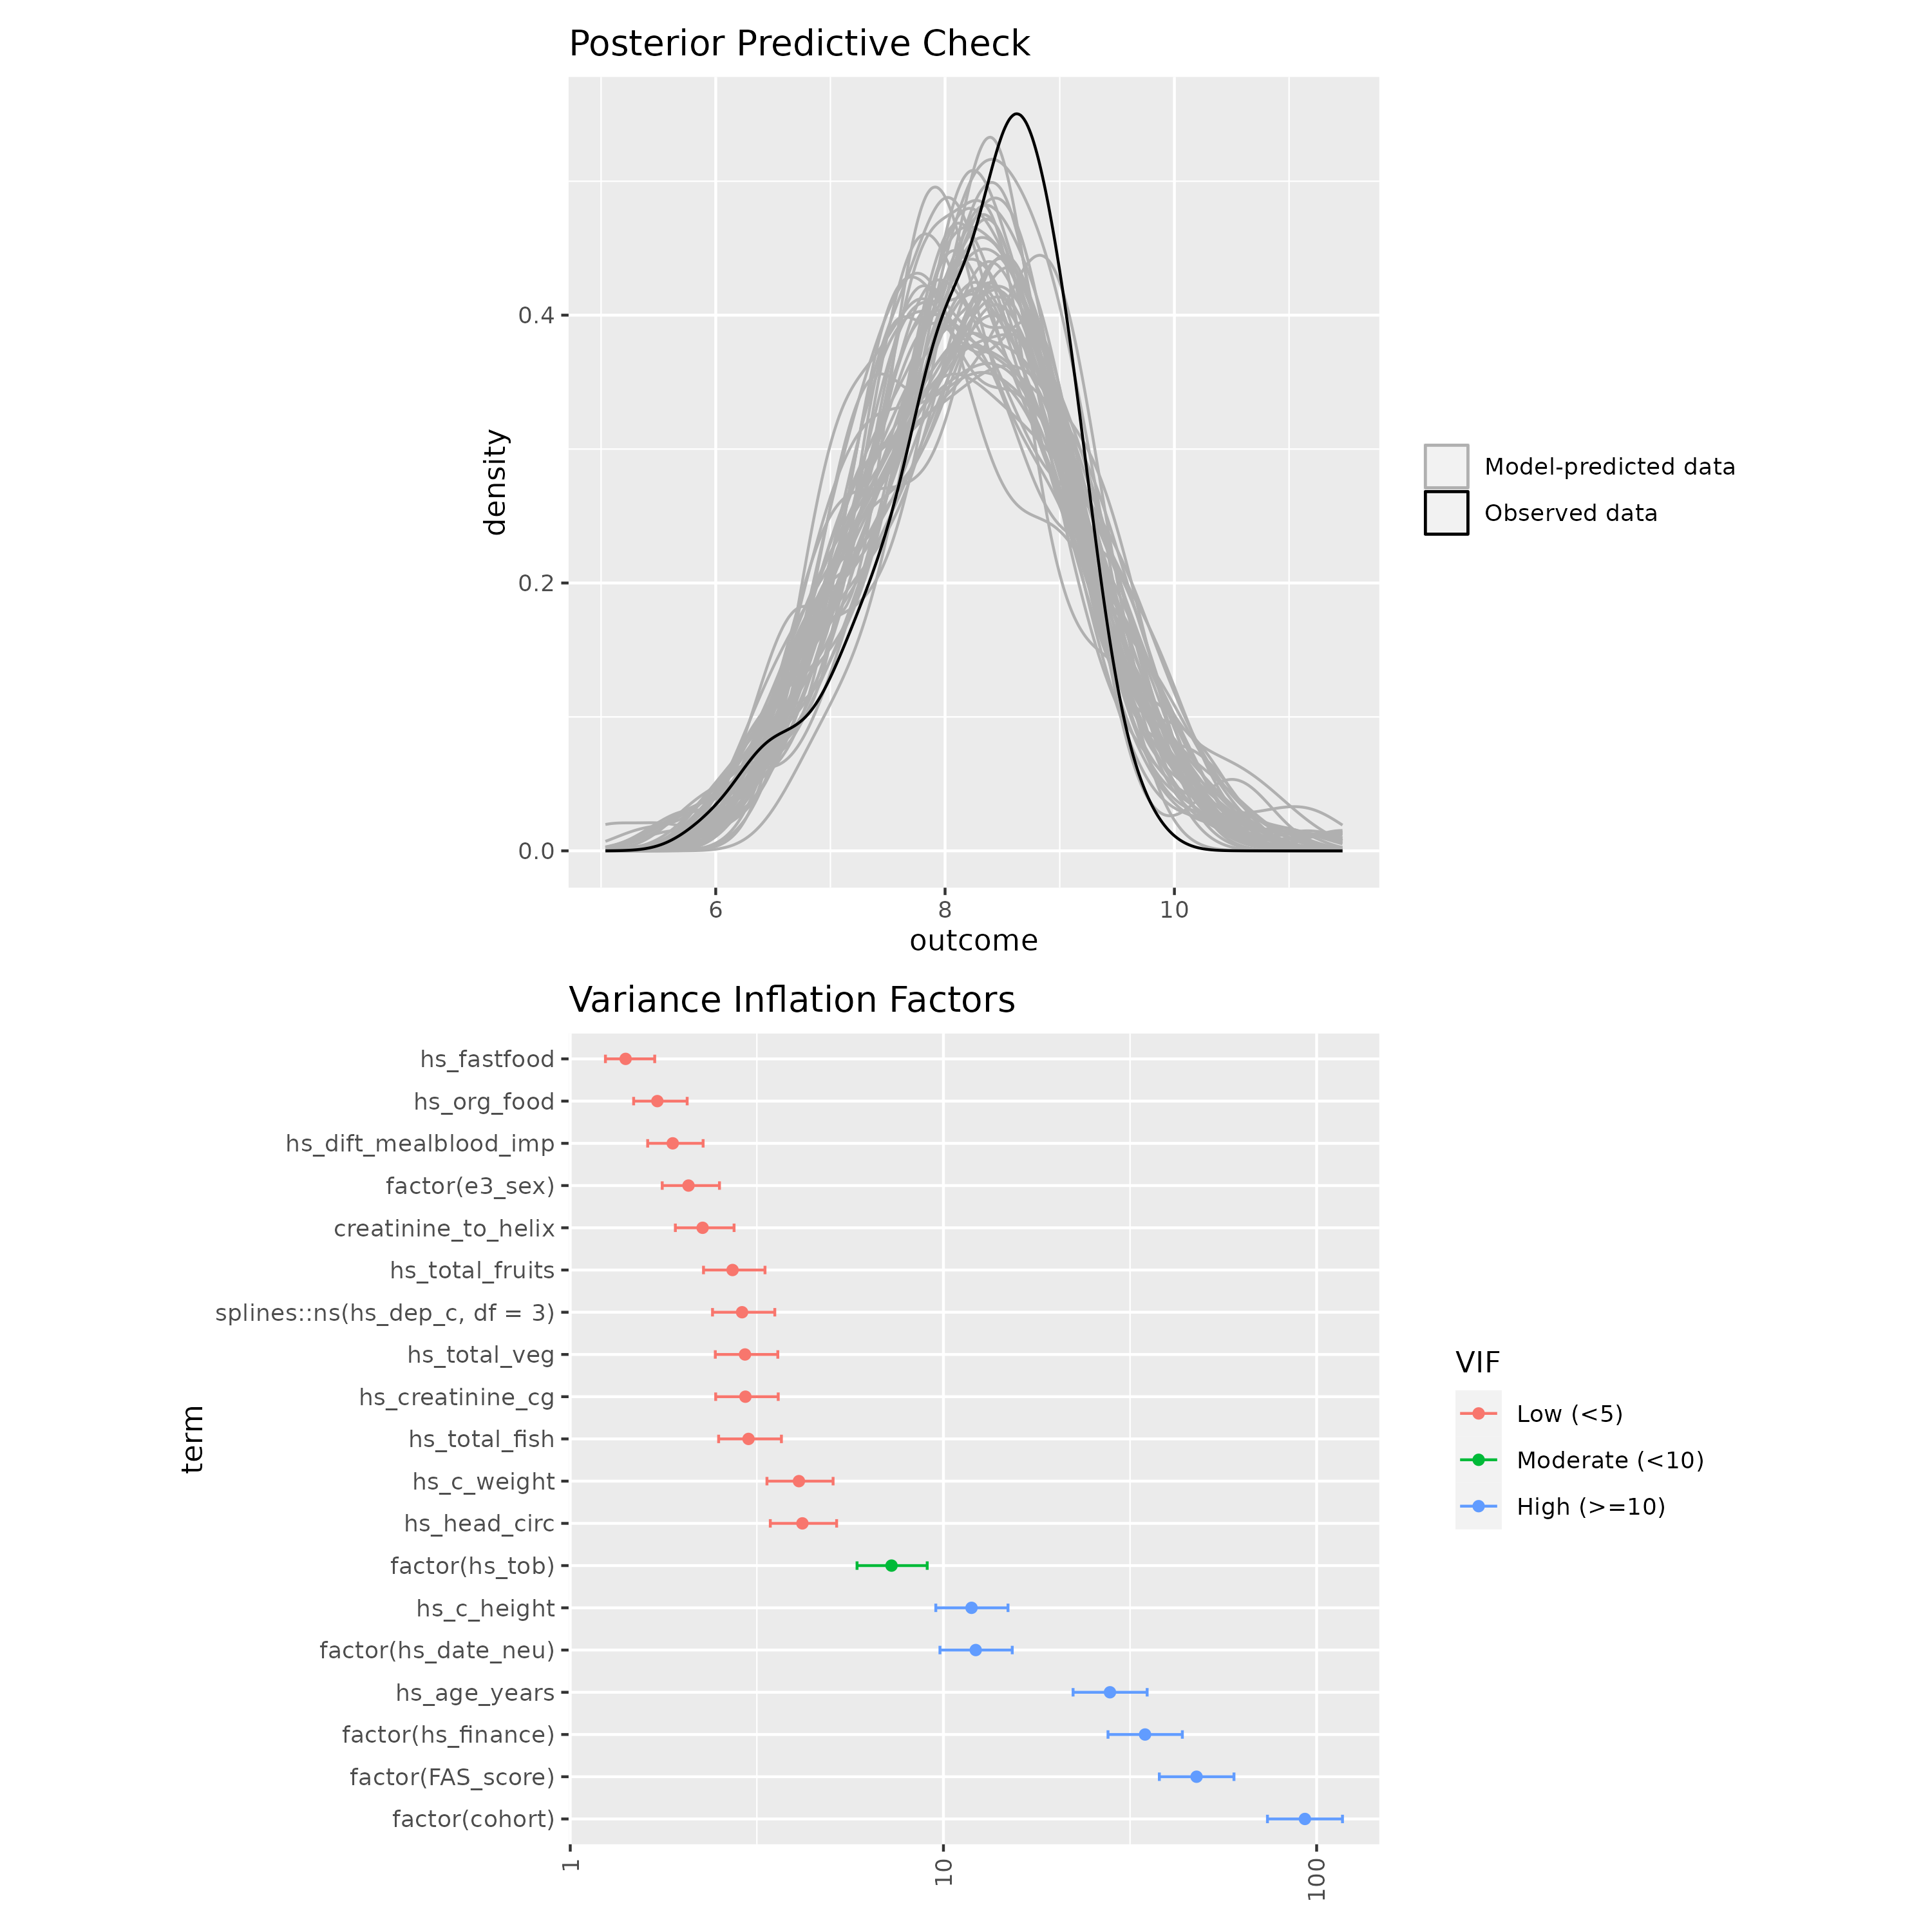 Posterior Predictive Check
density
0.4
0.2
0.0
6 8 10
outcome
Model-predicted data
Observed data
Variance Inflation Factors
term
hs_fastfood
hs_org_food
hs_dift_mealblood_imp
factor(e3_sex)
creatinine_to_helix
hs_total_fruits
splines::ns(hs_dep_c, df = 3)
hs_total_veg
hs_creatinine_cg
hs_total_fish
hs_c_weight
hs_head_circ
factor(hs_tob)
hs_c_height
factor(hs_date_neu)
hs_age_years
factor(hs_finance)
factor(FAS_score)
factor(cohort)
1 10 100
VIF
Low (<5)
Moderate (<10)
High (>=10)